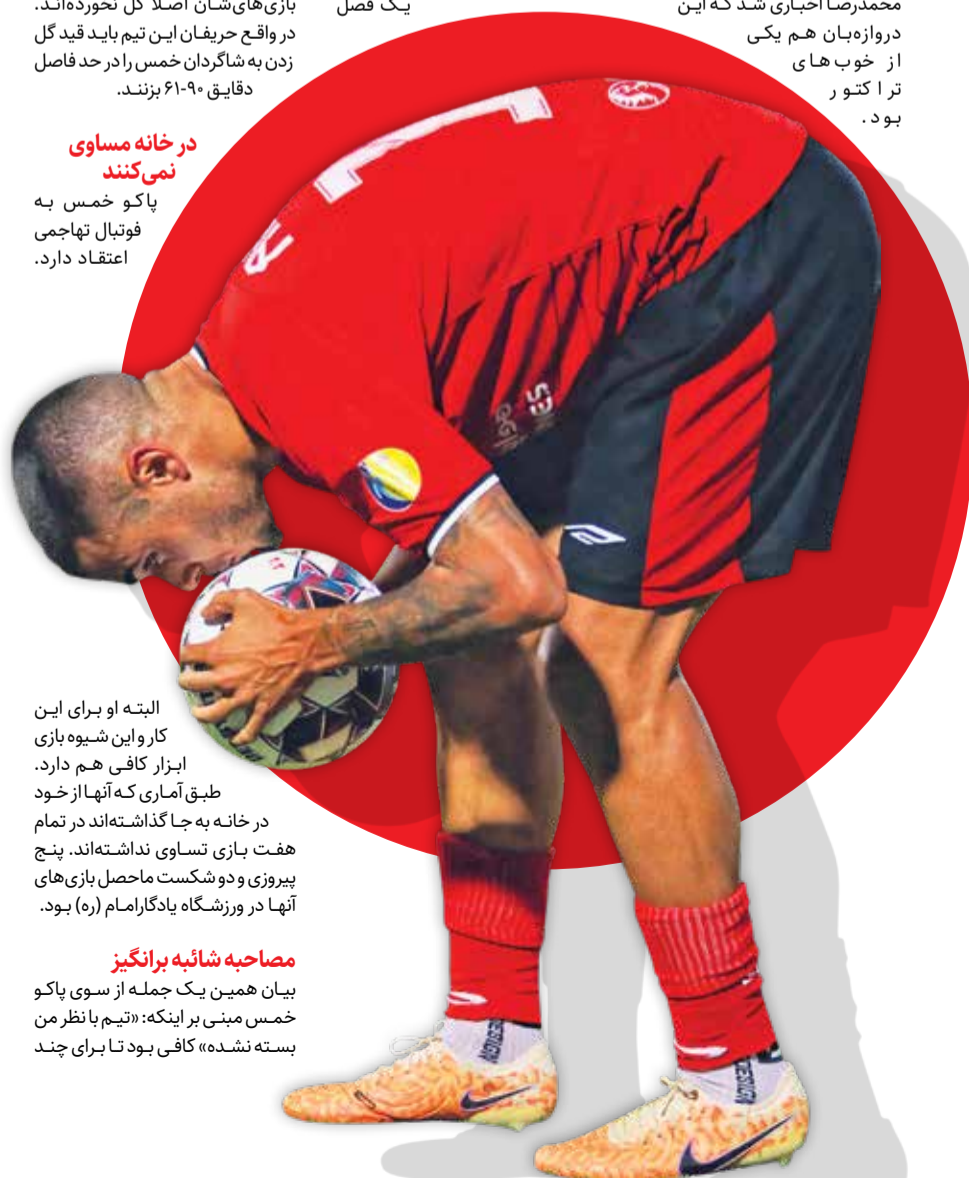 محمدرضا اخباری شد که این
دروازه‌بان هم یکی
از خوب‌های
تراکتور
بود.
یک فصل
بازی‌های‌شان اصلا گل نخورده‌اند.
در واقع حریفان این تیم باید قید گل
زدن به شاگردان خمس را در حد فاصل
دقایق ۹۰-۶۱ بزنند.
در خانه مساوی
نمی‌کنند
پاکو خمس به
فوتبال تهاجمی
اعتقاد دارد.
البته او برای این
کار و این شیوه بازی
ابزار کافی هم دارد.
طبق آماری که آنها از خود
در خانه به جا گذاشته‌اند در تمام
هفت بازی تساوی نداشته‌اند. پنج
پیروزی و دو شکست ماحصل بازی‌های
آنها در ورزشگاه یادگار امام (ره) بود.
مصاحبه شائبه برانگیز
بیان همین یک جمله از سوی پاکو
خمس مبنی بر اینکه: «تیم با نظر من
بسته نشده» کافی بود تا برای چند